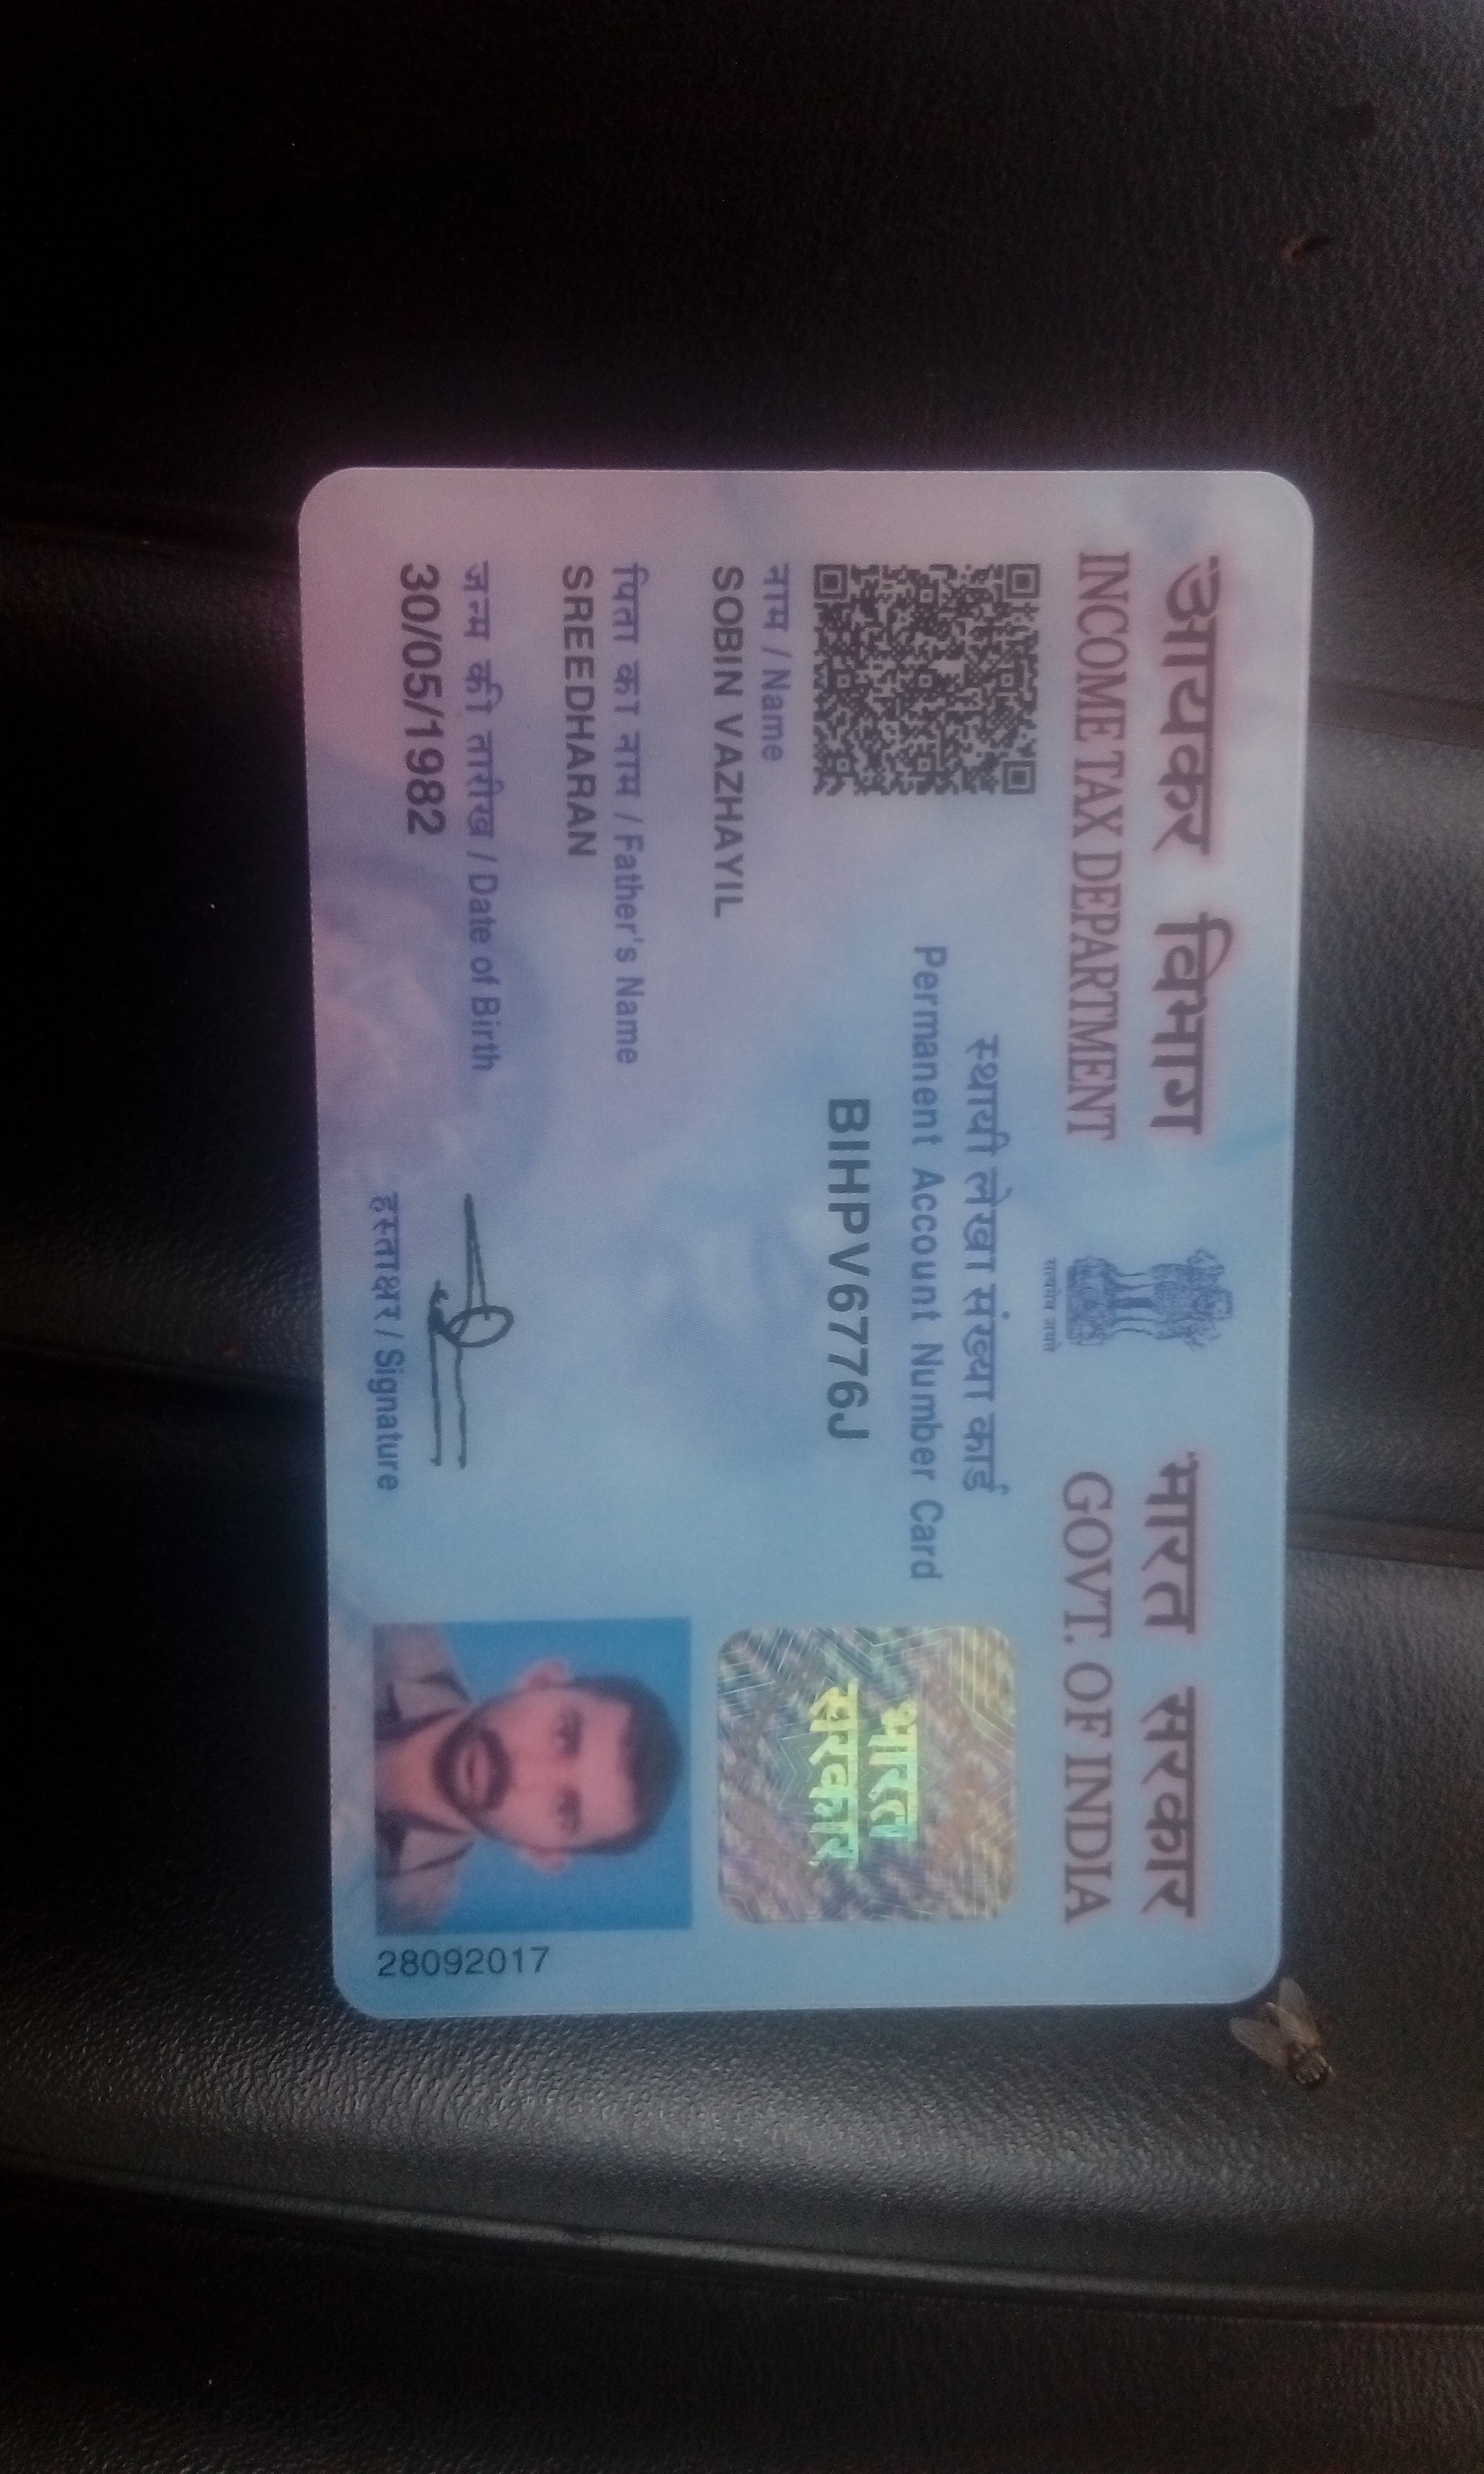 आयकर विभाग
INCOME TAX DEPARTMENT
सत्यमेव जयते
भारत सरकार
GOVT. OF INDIA
स्थायी लेखा संख्या कार्ड
Permanent Account Number Card
BIHPV6776J
भारत
सरकार
नाम / Name
SOBIN VAZHAYIL
पिता का नाम / Father's Name
SREEDHARAN
जन्म की तारीख / Date of Birth
30/05/1982
हस्ताक्षर / Signature
28092017